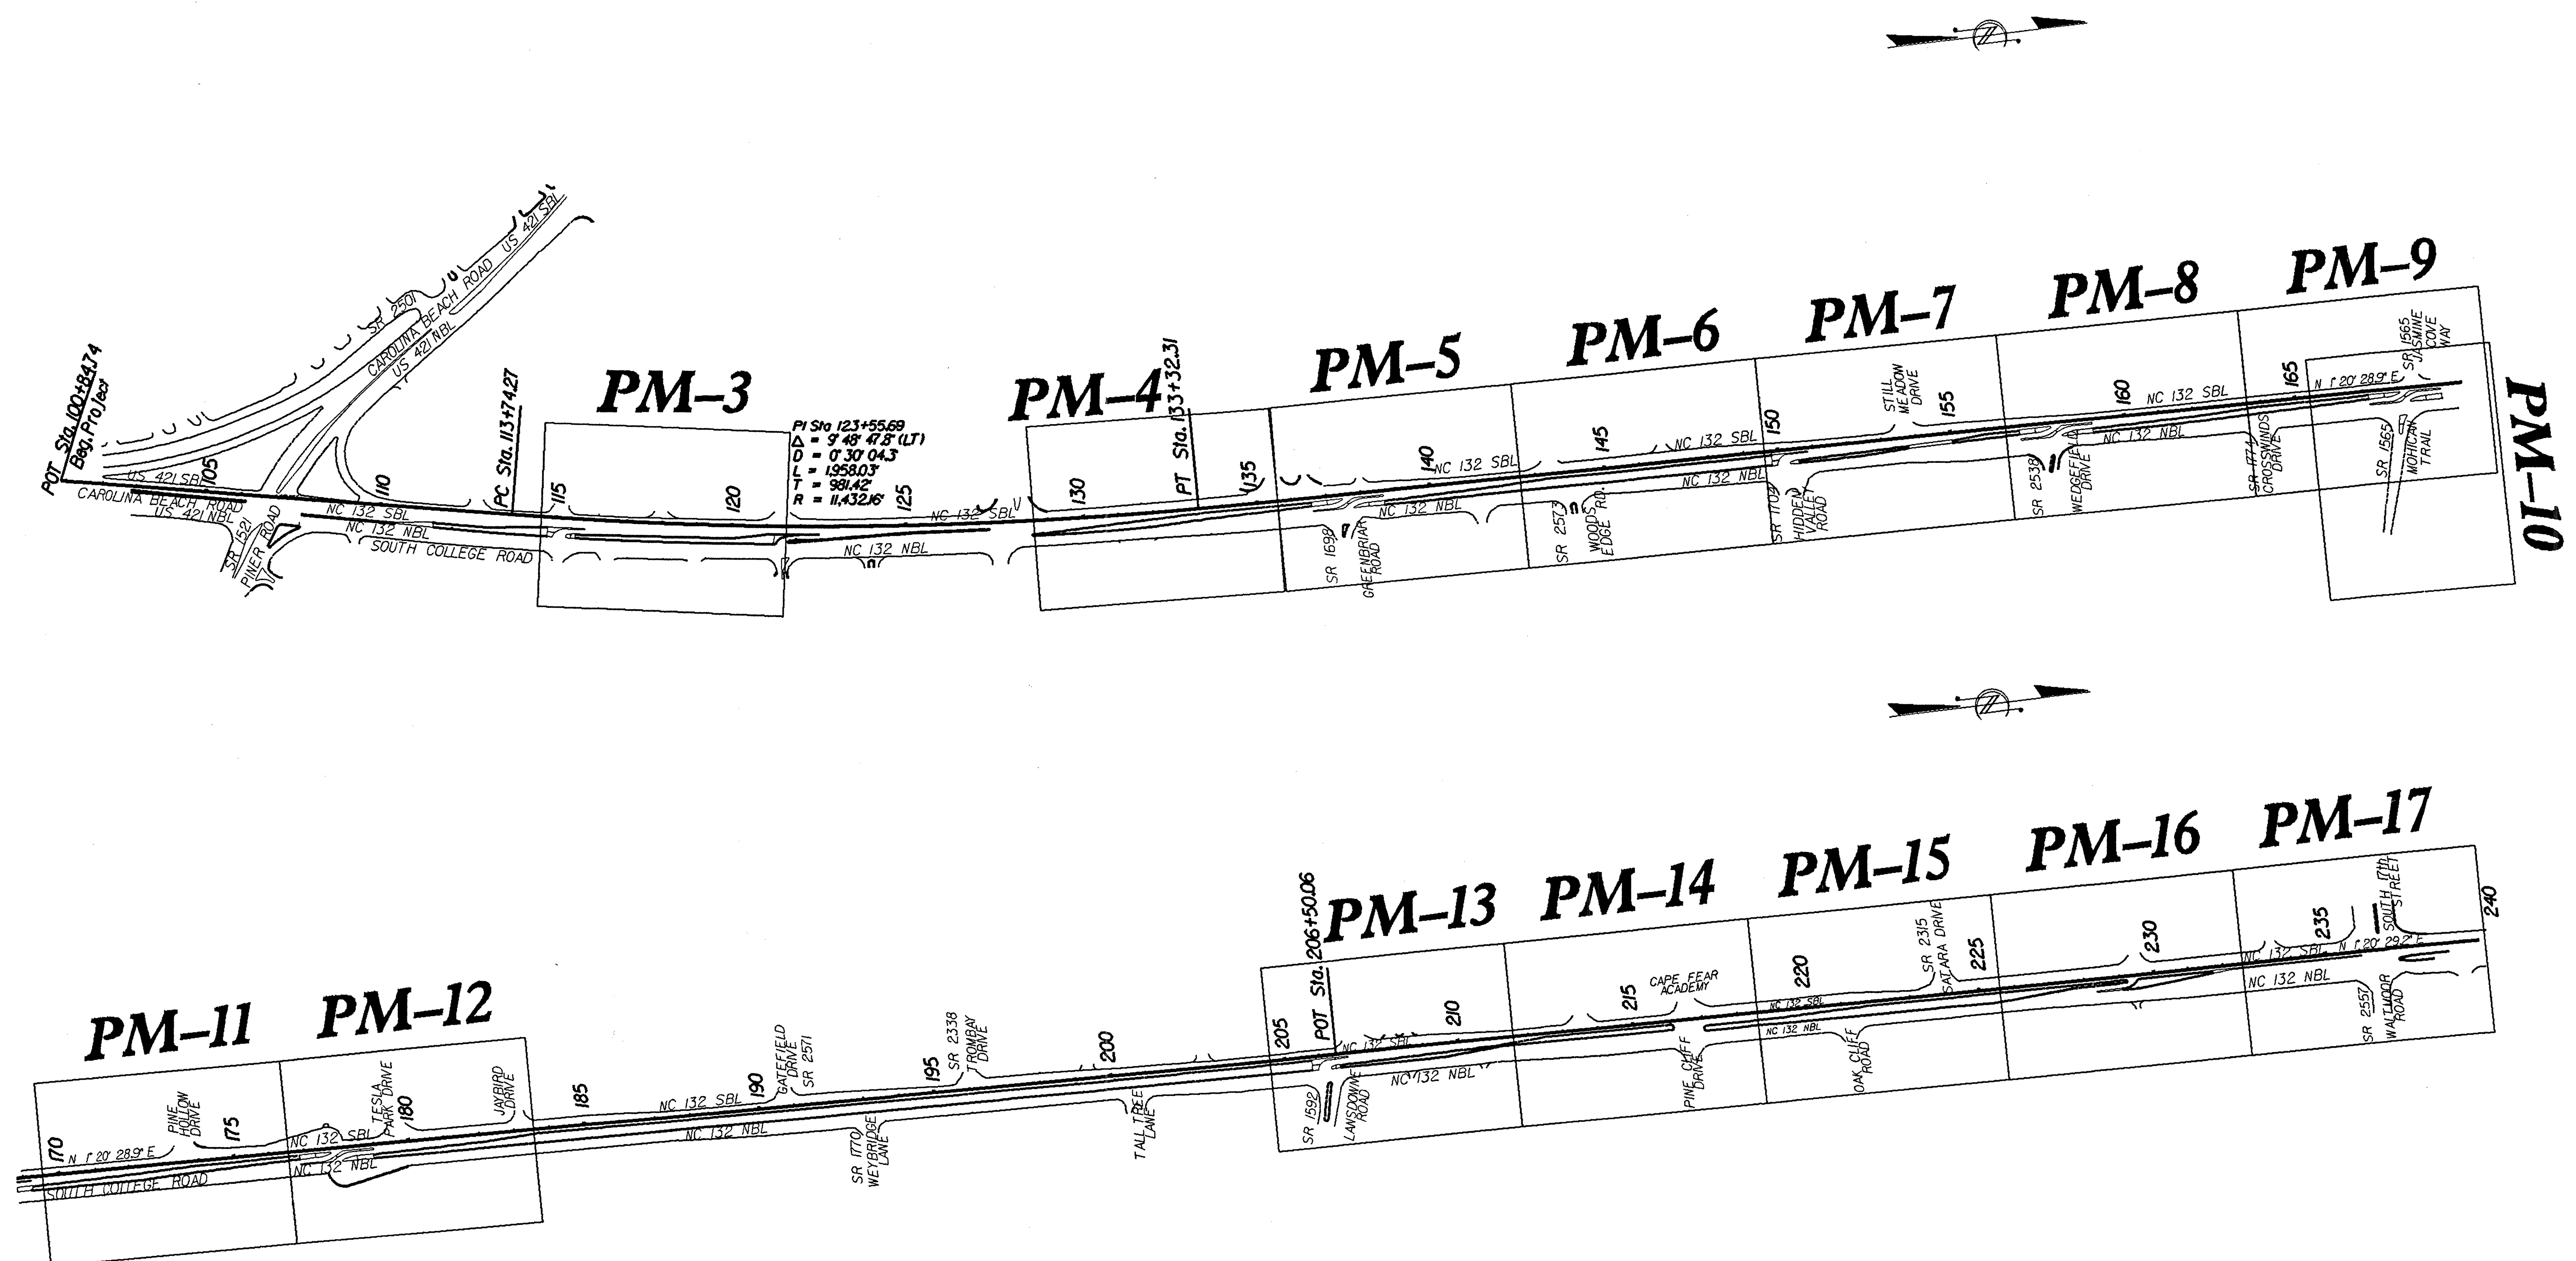 POT Sta. 100+84.74
Beg. Project
US 421 SBL
CAROLINA BEACH ROAD
US 421 NBL
105
SR 1521
PINER ROAD
SR 2501
CAROLINA BEACH ROAD
US 421 SBL
US 421 NBL
110
NC 132 SBL
NC 132 NBL
SOUTH COLLEGE ROAD
PC Sta. 113+74.27
PM-3
115
120
PI Sta 123+55.69
Δ = 9° 48' 47.8" (LT)
D = 0° 30' 04.3"
L = 1,958.03'
T = 981.42'
R = 11,432.16'
125
NC 132 SBL
NC 132 NBL
PM-4
130
PT Sta. 133+32.31
135
PM-5
140
NC 132 SBL
NC 132 NBL
SR 1698
GREENBRIAR
ROAD
PM-6
145
NC 132 SBL
NC 132 NBL
SR 2573
WOODS
EDGE RD.
PM-7
150
STILL
MEADOW
DRIVE
155
SR 1704
HIDDEN
VALLEY
ROAD
PM-8
160
NC 132 SBL
NC 132 NBL
SR 2538
WEDGEFIELD
DRIVE
PM-9
165
N 1° 20' 28.9" E
SR 1565
JASMINE
COVE
WAY
SR 1774
CROSSWINDS
DRIVE
SR 1565
MOHICAN
TRAIL
PM-10
PM-11
170
N 1° 20' 28.9" E
SOUTH COLLEGE ROAD
PINE
HOLLOW
DRIVE
175
PM-12
NC 132 SBL
NC 132 NBL
TESLA
PARK DRIVE
180
JAYBIRD
DRIVE
185
NC 132 SBL
NC 132 NBL
190
GATEFIELD
DRIVE
SR 2571
SR 1770
WEYBRIDGE
LANE
195
SR 2338
TROMBAY
DRIVE
200
TALL TREE
LANE
205
POT Sta. 206+50.06
PM-13
NC 132 SBL
NC 132 NBL
SR 1592
LANSDOWNE
ROAD
210
PM-14
215
CAPE FEAR
ACADEMY
PINE CLIFF
DRIVE
PM-15
220
NC 132 SBL
NC 132 NBL
OAK CLIFF
ROAD
SR 2315
SATARA DRIVE
225
PM-16
230
PM-17
NC 132 SBL
NC 132 NBL
235
N 1° 20' 29.2" E
SOUTH 17th
STREET
SR 2557
WALTMOOR
ROAD
240